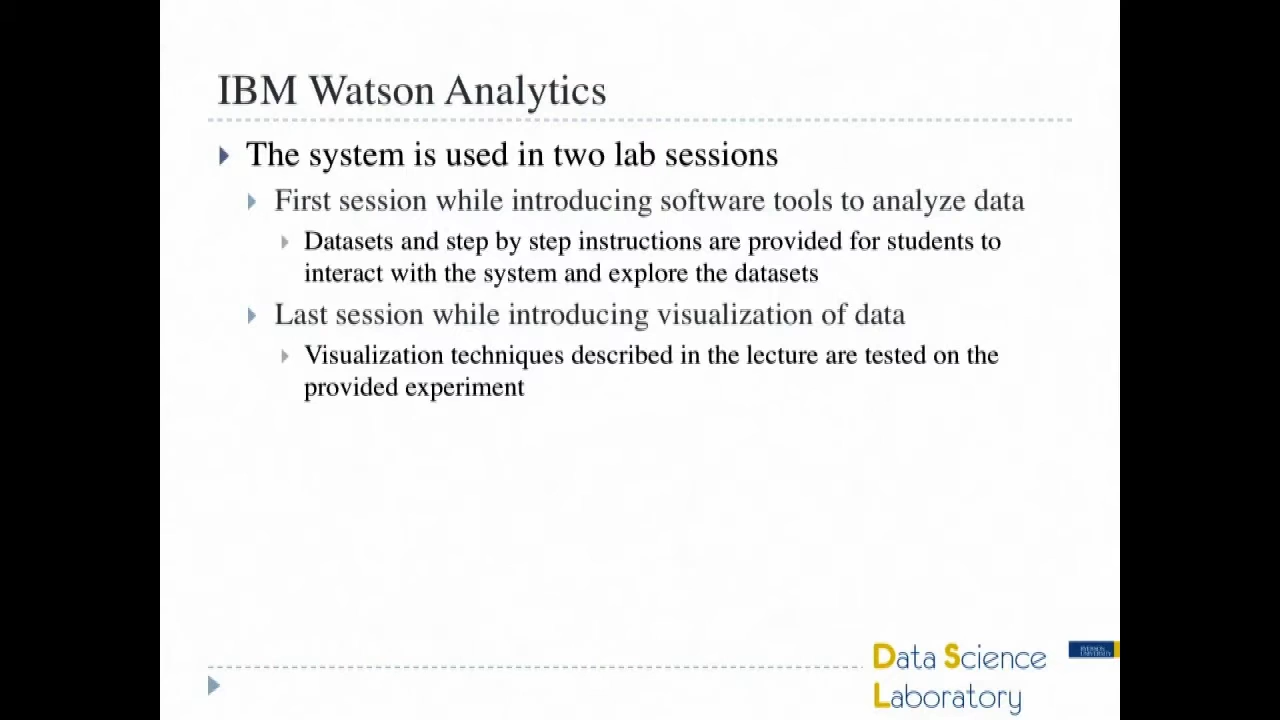 IBM Watson Analytics
The system is used in two lab sessions
First session while introducing software tools to analyze data
Datasets and step by step instructions are provided for students to
interact with the system and explore the datasets
Last session while introducing visualization of data
Visualization techniques described in the lecture are tested on the
provided experiment
Data Science
Laboratory
RYERSON
UNIVERSITY